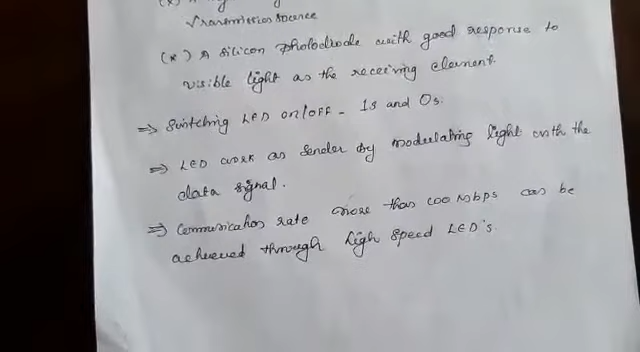 Transmission source
(*) A silicon photodiode with good response to
visible light as the receiving element.
⇒ Switching LED on/OFF - 1s and 0s.
⇒ LED work as sender by modulating light with the
data signal.
⇒ Communication rate more than 100 Mbps can be
achieved through high speed LED's.